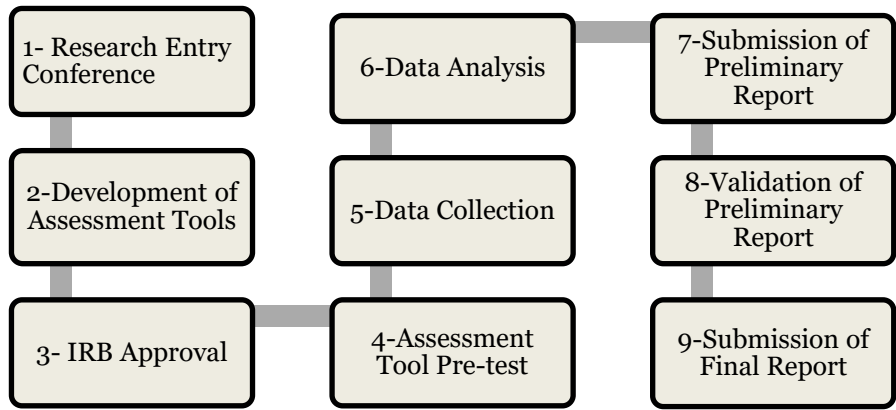 1- Research Entry
Conference
2-Development of
Assessment Tools
3- IRB Approval
4-Assessment
Tool Pre-test
5-Data Collection
6-Data Analysis
7-Submission of
Preliminary
Report
8-Validation of
Preliminary
Report
9-Submission of
Final Report